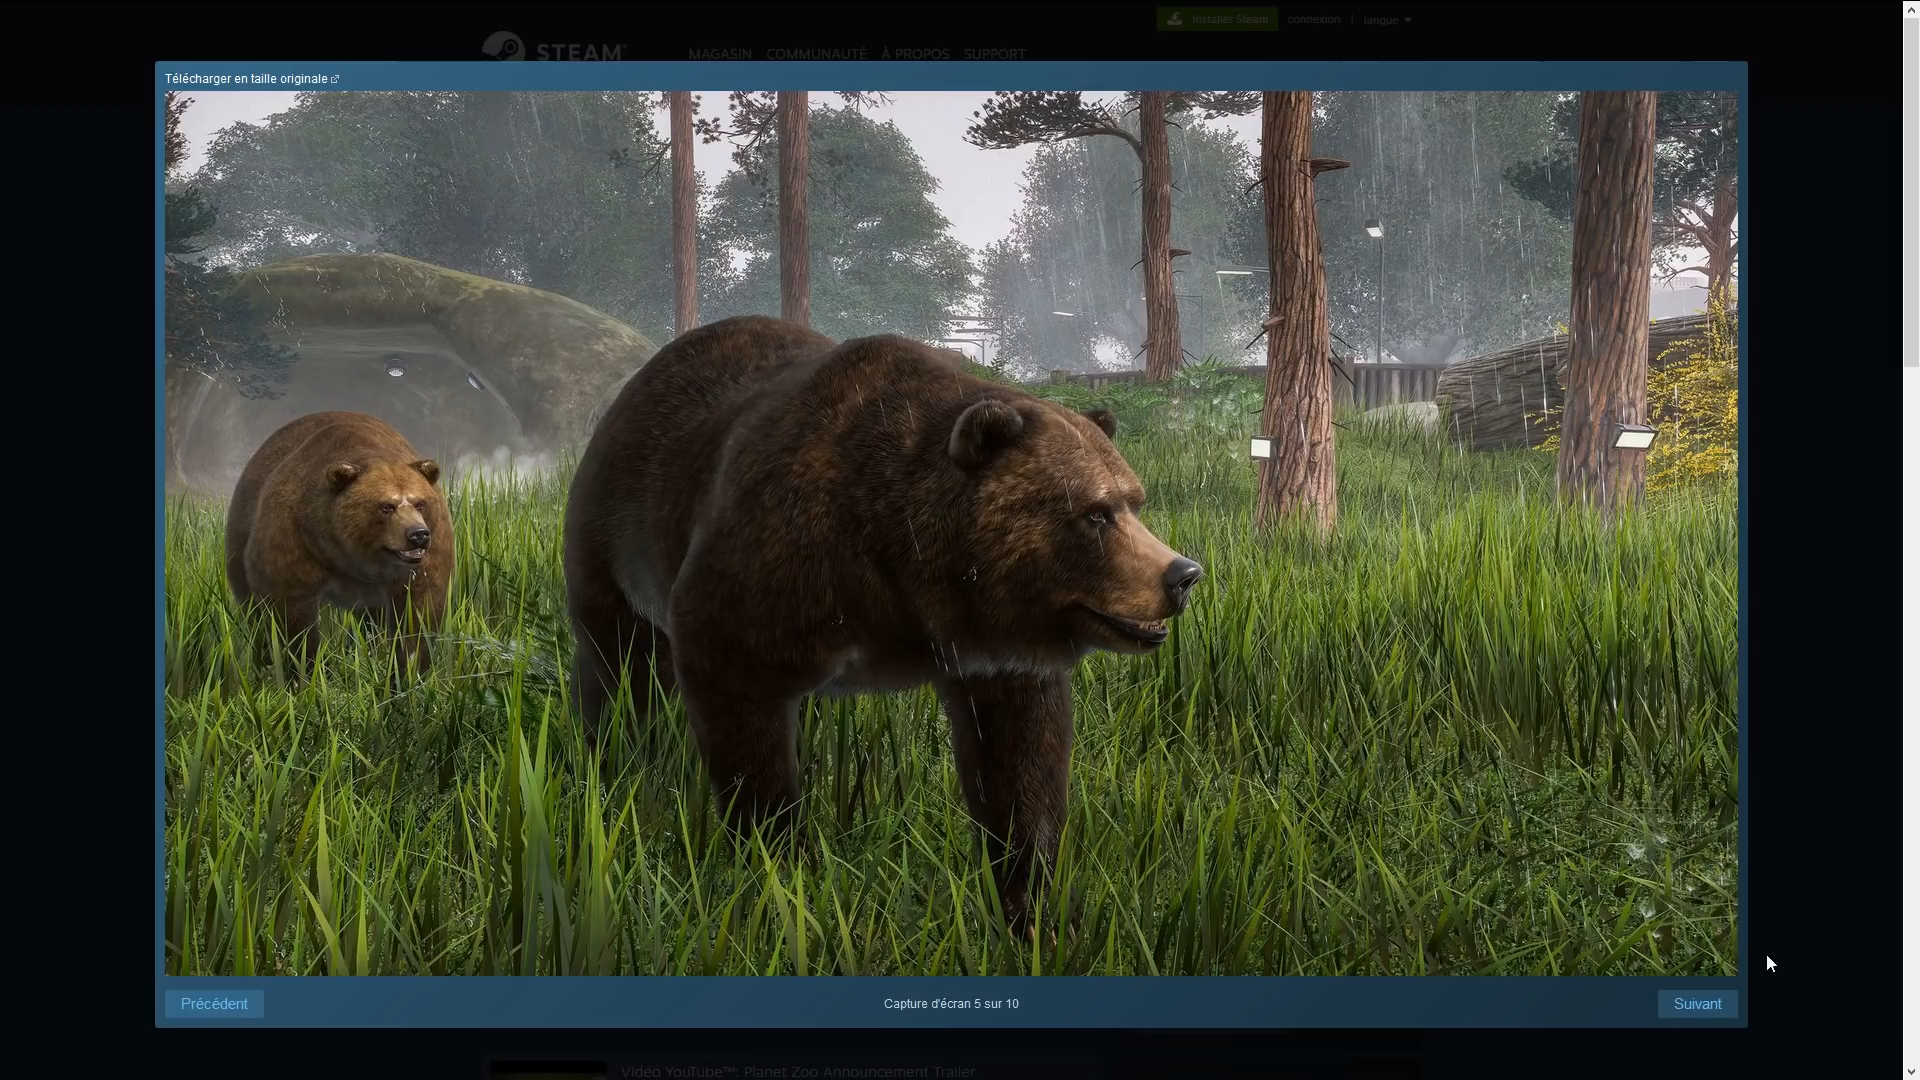 Installer Steam connexion | langue
STEAM®
MAGASIN COMMUNAUTÉ À PROPOS SUPPORT
Télécharger en taille originale
Précédent
Capture d'écran 5 sur 10
Suivant
Vidéo YouTube™: Planet Zoo Announcement Trailer